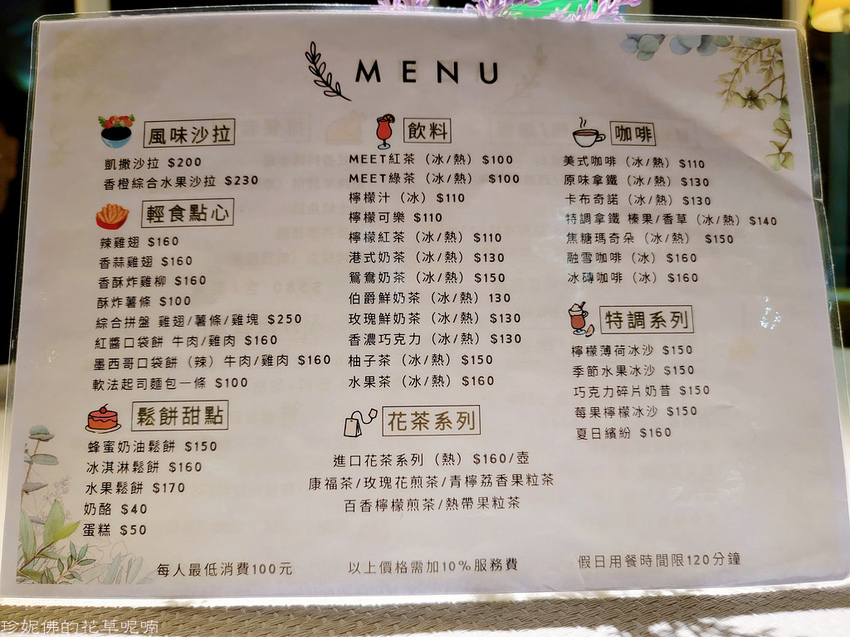 MENU
風味沙拉
凱撒沙拉 $200
香橙綜合水果沙拉 $230
輕食點心
辣雞翅 $160
香蒜雞翅 $160
香酥炸雞柳 $160
酥炸薯條 $100
綜合拼盤 雞翅/薯條/雞塊 $250
紅醬口袋餅 牛肉/雞肉 $160
墨西哥口袋餅（辣）牛肉/雞肉 $160
軟法起司麵包一條 $100
鬆餅甜點
蜂蜜奶油鬆餅 $150
冰淇淋鬆餅 $160
水果鬆餅 $170
奶酪 $40
蛋糕 $50
飲料
MEET紅茶（冰/熱）$100
MEET綠茶（冰/熱）$100
檸檬汁（冰）$110
檸檬可樂 $110
檸檬紅茶（冰/熱）$110
港式奶茶（冰/熱）$130
鴛鴦奶茶（冰/熱）$150
伯爵鮮奶茶（冰/熱）130
玫瑰鮮奶茶（冰/熱）$130
香濃巧克力（冰/熱）$130
柚子茶（冰/熱）$150
水果茶（冰/熱）$160
花茶系列
進口花茶系列（熱）$160/壺
康福茶/玫瑰花煎茶/青檸荔香果粒茶
百香檸檬煎茶/熱帶果粒茶
咖啡
美式咖啡（冰/熱）$110
原味拿鐵（冰/熱）$130
卡布奇諾（冰/熱）$130
特調拿鐵 榛果/香草（冰/熱）$140
焦糖瑪奇朵（冰/熱） $150
融雪咖啡（冰）$160
冰磚咖啡（冰）$160
特調系列
檸檬薄荷冰沙 $150
季節水果冰沙 $150
巧克力碎片奶昔 $150
莓果檸檬冰沙 $150
夏日繽紛 $160
每人最低消費100元
以上價格需加10%服務費
假日用餐時間限120分鐘
珍妮佛的花草呢喃